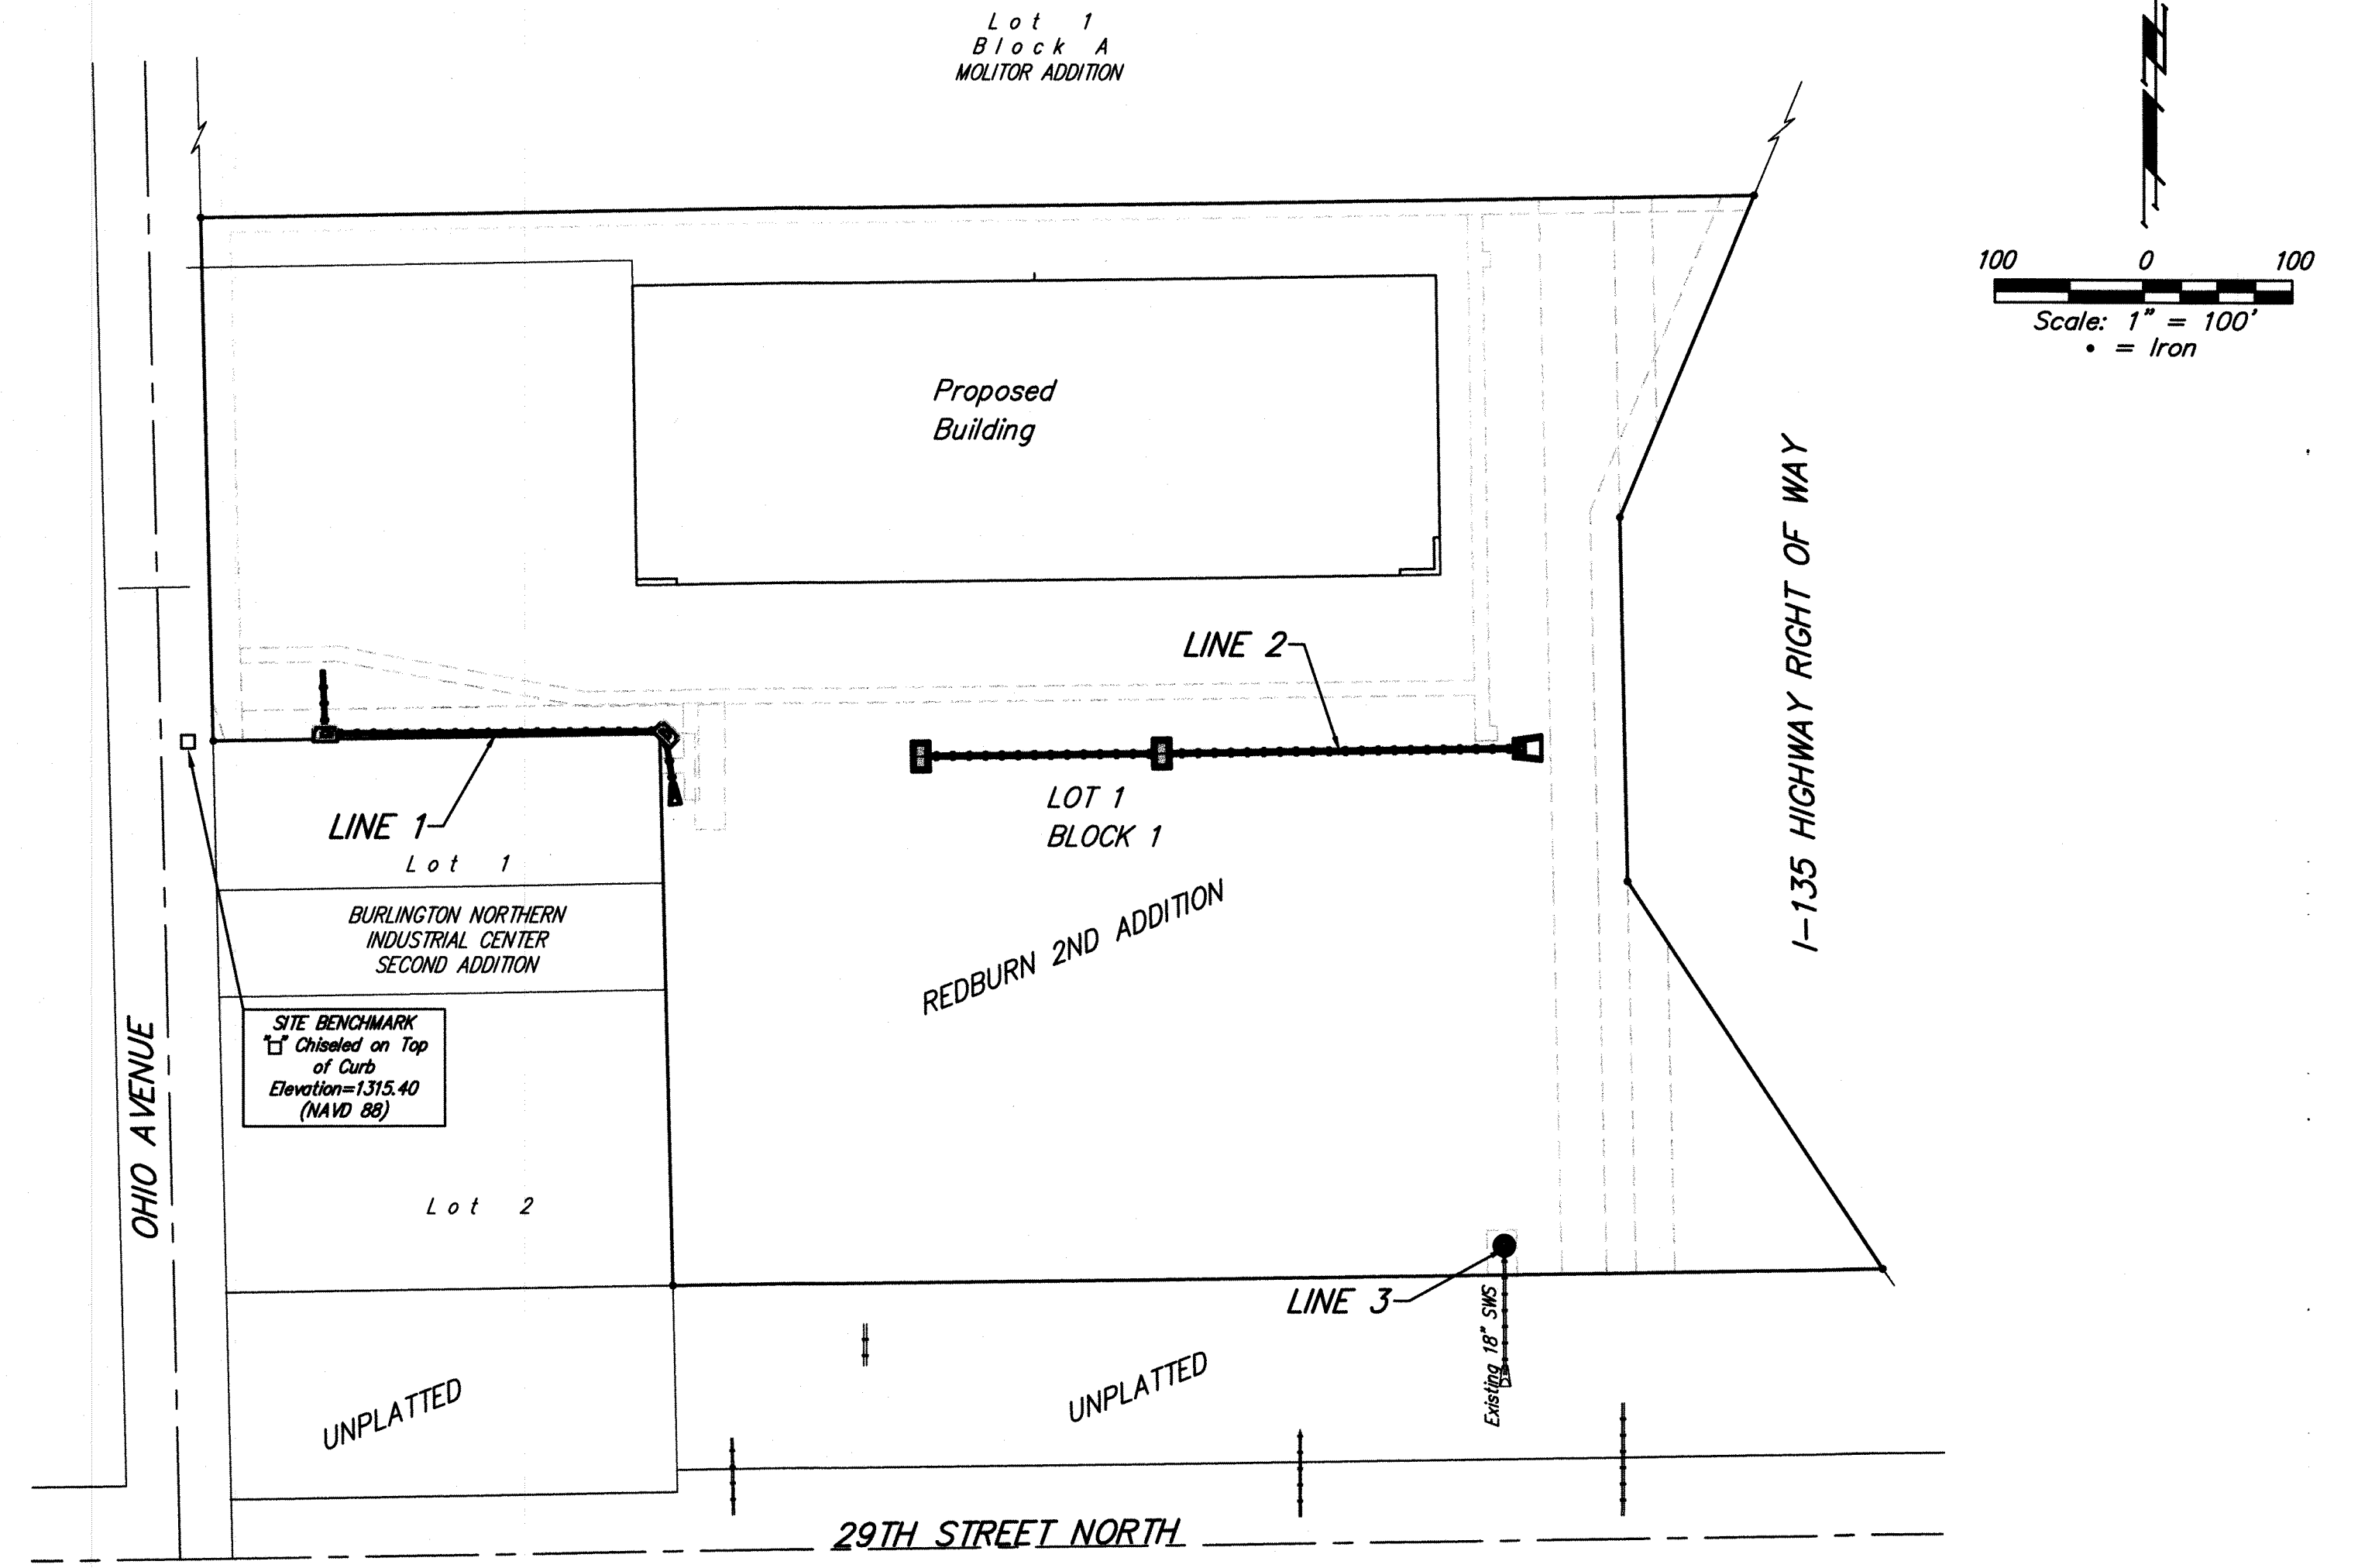 Lot 1
Block A
MOLITOR ADDITION
100 0 100
Scale: 1" = 100'
• = Iron
Proposed
Building
I-135 HIGHWAY RIGHT OF WAY
LINE 2
LINE 1
LOT 1
BLOCK 1
Lot 1
BURLINGTON NORTHERN
INDUSTRIAL CENTER
SECOND ADDITION
REDBURN 2ND ADDITION
SITE BENCHMARK
"□" Chiseled on Top
of Curb
Elevation=1315.40
(NAVD 88)
OHIO AVENUE
Lot 2
LINE 3
Existing 18" SWS
UNPLATTED
UNPLATTED
29TH STREET NORTH